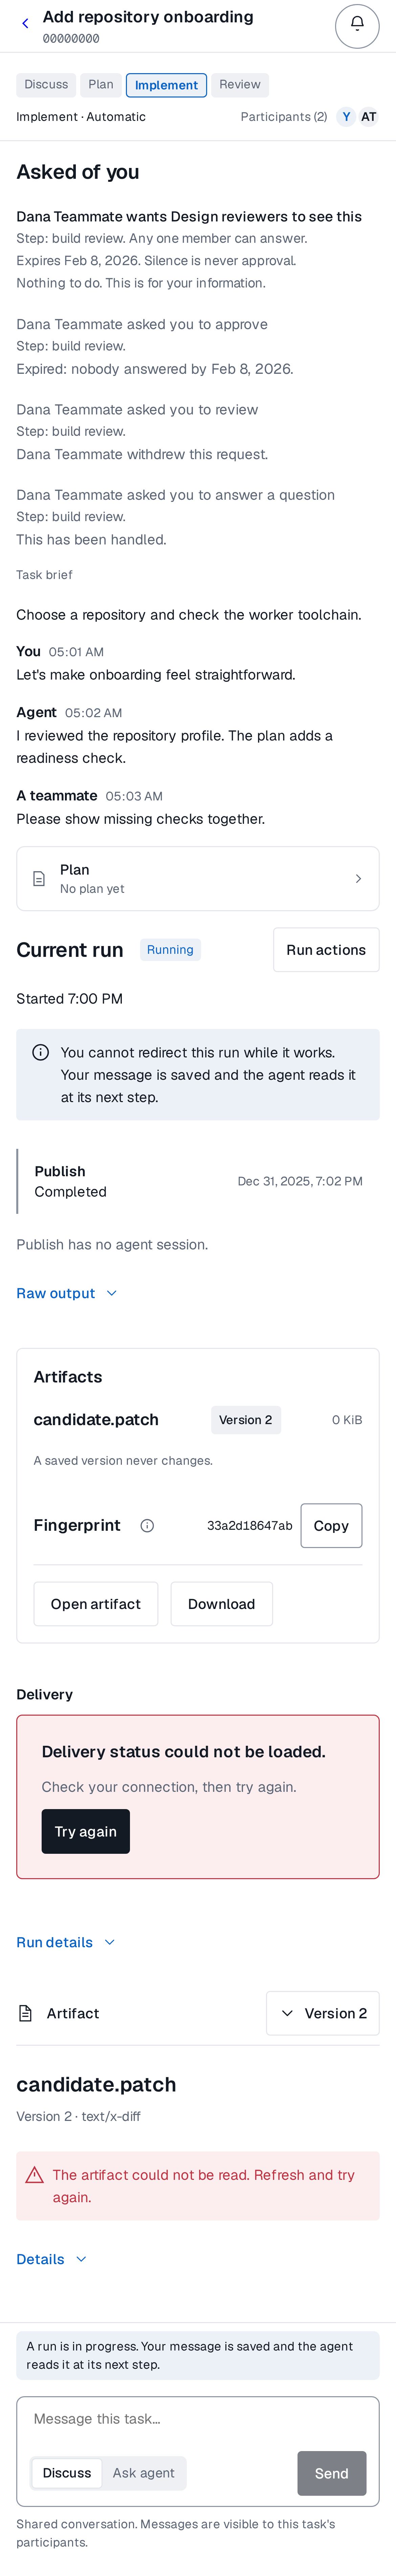 Add repository onboarding
00000000
Discuss Plan Implement Review
Implement · Automatic Participants (2) Y AT
Asked of you
Dana Teammate wants Design reviewers to see this
Step: build review. Any one member can answer.
Expires Feb 8, 2026. Silence is never approval.
Nothing to do. This is for your information.
Dana Teammate asked you to approve
Step: build review.
Expired: nobody answered by Feb 8, 2026.
Dana Teammate asked you to review
Step: build review.
Dana Teammate withdrew this request.
Dana Teammate asked you to answer a question
Step: build review.
This has been handled.
Task brief
Choose a repository and check the worker toolchain.
You 05:01 AM
Let's make onboarding feel straightforward.
Agent 05:02 AM
I reviewed the repository profile. The plan adds a
readiness check.
A teammate 05:03 AM
Please show missing checks together.
Plan
No plan yet
Current run Running Run actions
Started 7:00 PM
You cannot redirect this run while it works.
Your message is saved and the agent reads it
at its next step.
Publish
Completed
Dec 31, 2025, 7:02 PM
Publish has no agent session.
Raw output
Artifacts
candidate.patch Version 2 0 KiB
A saved version never changes.
Fingerprint 33a2d18647ab Copy
Open artifact Download
Delivery
Delivery status could not be loaded.
Check your connection, then try again.
Try again
Run details
Artifact Version 2
candidate.patch
Version 2 · text/x-diff
The artifact could not be read. Refresh and try
again.
Details
A run is in progress. Your message is saved and the agent
reads it at its next step.
Message this task...
Discuss Ask agent Send
Shared conversation. Messages are visible to this task's
participants.